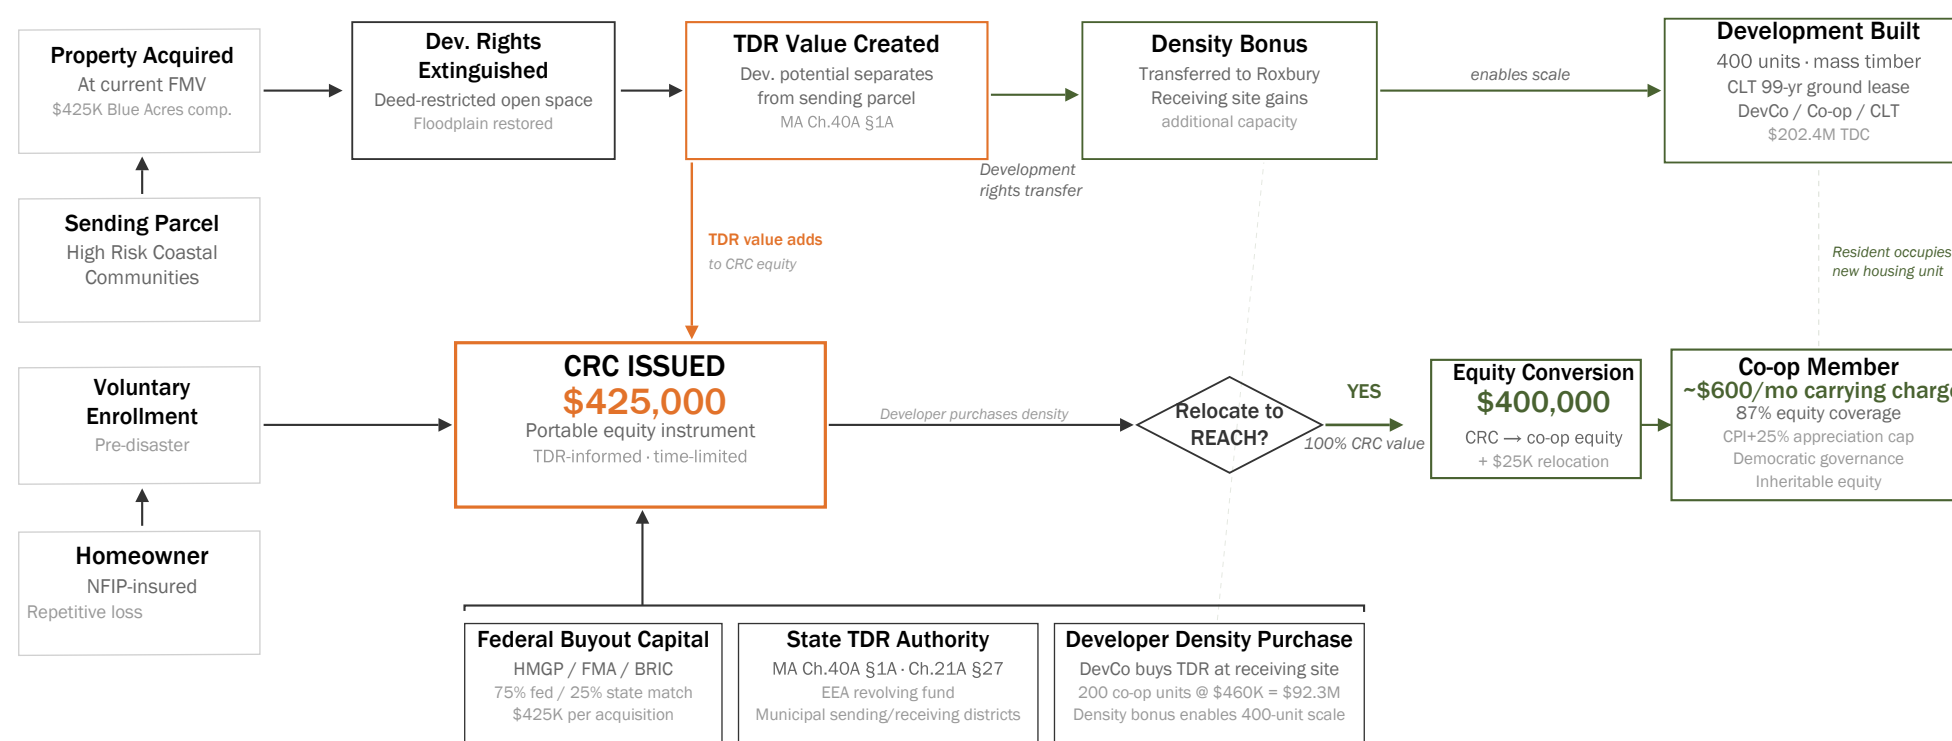 Property Acquired
At current FMV
$425K Blue Acres comp.
Dev. Rights
Extinguished
Deed-restricted open space
Floodplain restored
TDR Value Created
Dev. potential separates
from sending parcel
MA Ch.40A §1A
Density Bonus
Transferred to Roxbury
Receiving site gains
additional capacity
enables scale
Development Built
400 units · mass timber
CLT 99-yr ground lease
DevCo / Co-op / CLT
$202.4M TDC
Development
rights transfer
Sending Parcel
High Risk Coastal
Communities
TDR value adds
to CRC equity
Resident occupies
new housing unit
Voluntary
Enrollment
Pre-disaster
CRC ISSUED
$425,000
Portable equity instrument
TDR-informed · time-limited
Developer purchases density
Relocate to
REACH?
YES
100% CRC value
Equity Conversion
$400,000
CRC → co-op equity
+ $25K relocation
Co-op Member
~$600/mo carrying charge
87% equity coverage
CPI+25% appreciation cap
Democratic governance
Inheritable equity
Homeowner
NFIP-insured
Repetitive loss
Federal Buyout Capital
HMGP / FMA / BRIC
75% fed / 25% state match
$425K per acquisition
State TDR Authority
MA Ch.40A §1A · Ch.21A §27
EEA revolving fund
Municipal sending/receiving districts
Developer Density Purchase
DevCo buys TDR at receiving site
200 co-op units @ $460K = $92.3M
Density bonus enables 400-unit scale